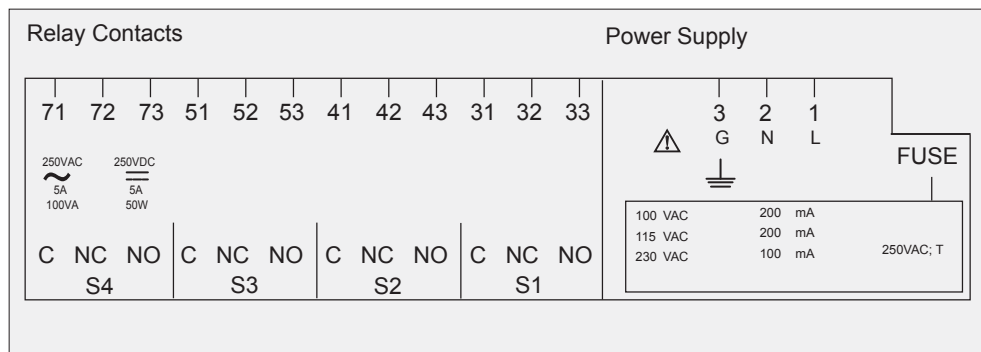 Relay Contacts
Power Supply
71 72 73 51 52 53 41 42 43 31 32 33
3 2 1
G N L
FUSE
250VAC 250VDC
5A 5A
100VA 50W
100 VAC 200 mA
115 VAC 200 mA
230 VAC 100 mA
250VAC; T
C NC NO C NC NO C NC NO C NC NO
S4 S3 S2 S1